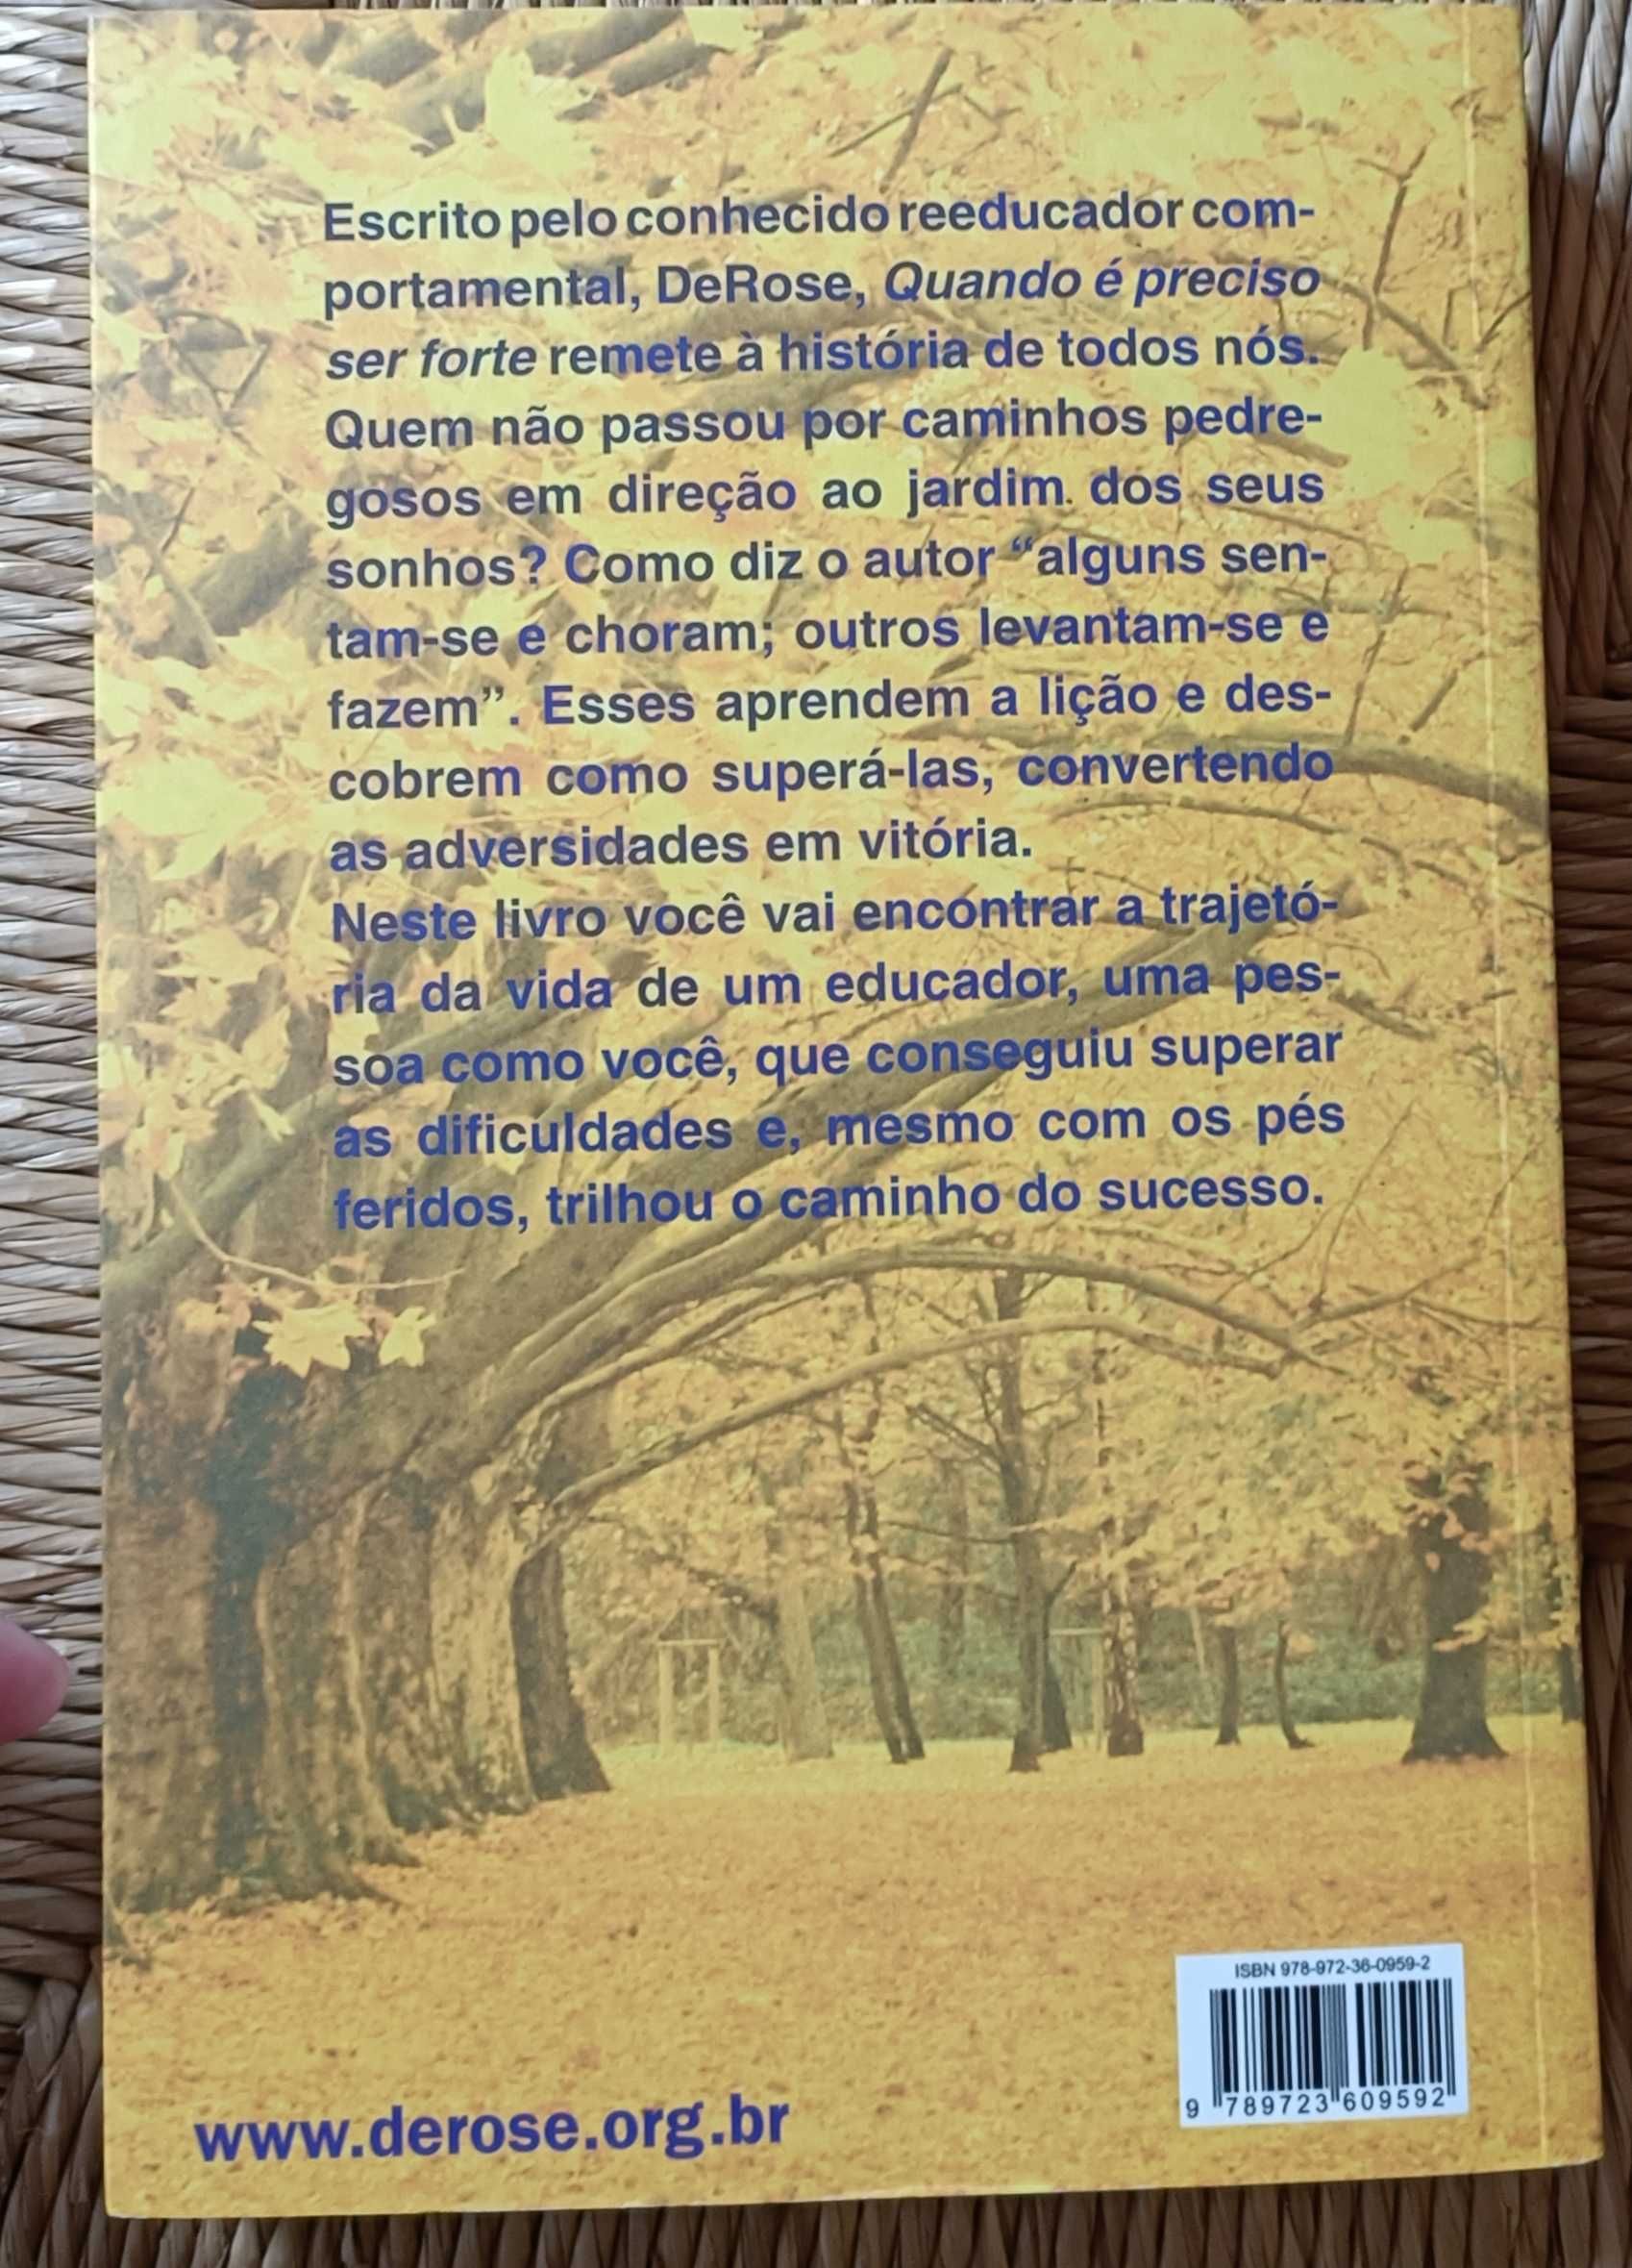 Escrito pelo conhecido reeducador com-
portamental, DeRose, Quando é preciso
ser forte remete à história de todos nós.
Quem não passou por caminhos pedre-
gosos em direção ao jardim dos seus
sonhos? Como diz o autor “alguns sen-
tam-se e choram; outros levantam-se e
fazem”. Esses aprendem a lição e des-
cobrem como superá-las, convertendo
as adversidades em vitória.
Neste livro você vai encontrar a trajetó-
ria da vida de um educador, uma pes-
soa como você, que conseguiu superar
as dificuldades e, mesmo com os pés
feridos, trilhou o caminho do sucesso.
ISBN 978-972-36-0959-2
9 789723 609592
www.derose.org.br